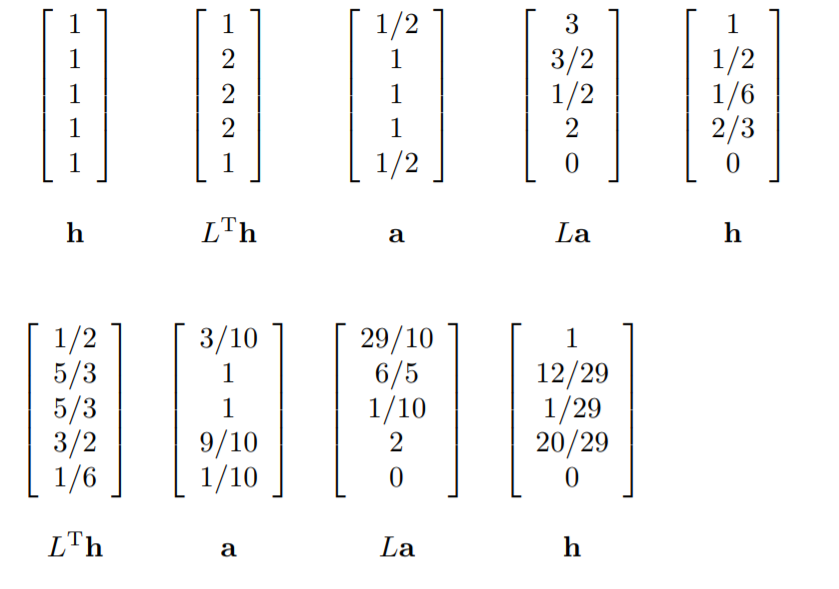 1 1 1/2 3 1
1 2 1 3/2 1/2
1 2 1 1/2 1/6
1 2 1 2 2/3
1 1 1/2 0 0
h Lᵀh a La h
1/2 3/10 29/10 1
5/3 1 6/5 12/29
5/3 1 1/10 1/29
3/2 9/10 2 20/29
1/6 1/10 0 0
Lᵀh a La h